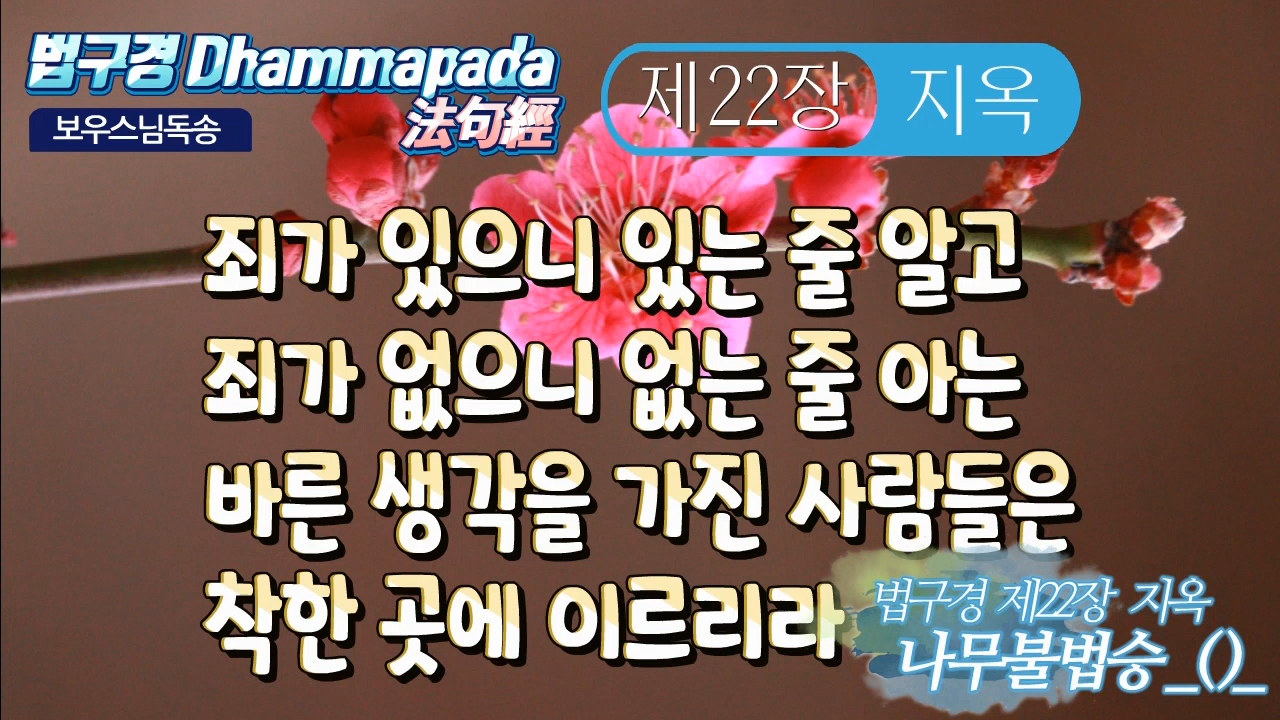 법구경 Dhammapada
法句經
보우스님독송
제22장 지옥
죄가 있으니 있는 줄 알고
죄가 없으니 없는 줄 아는
바른 생각을 가진 사람들은
착한 곳에 이르리라
법구경 제22장 지옥
나무불법승_()_